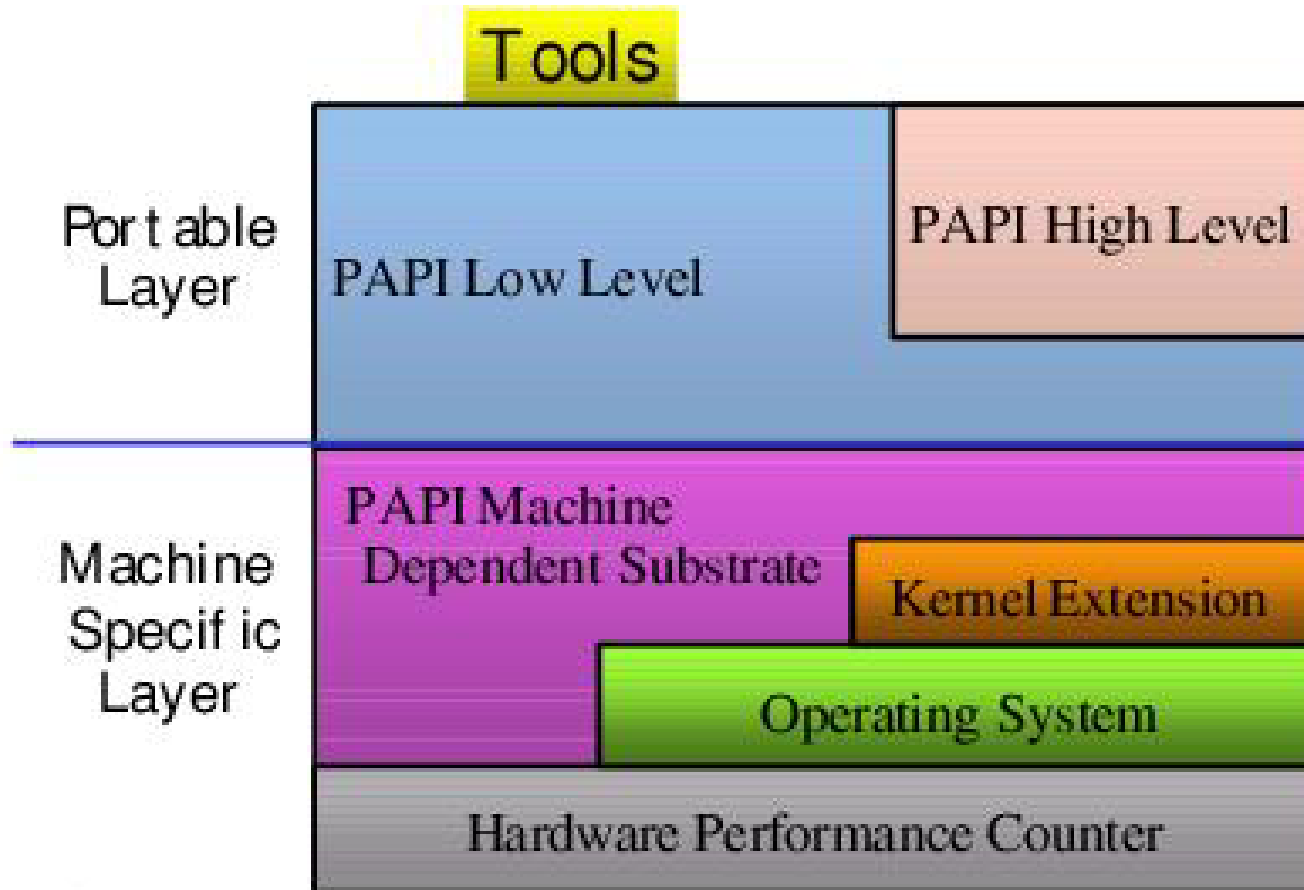 Tools
Portable
Layer
PAPI Low Level
PAPI High Level
Machine
Specific
Layer
PAPI Machine
Dependent Substrate
Kernel Extension
Operating System
Hardware Performance Counter